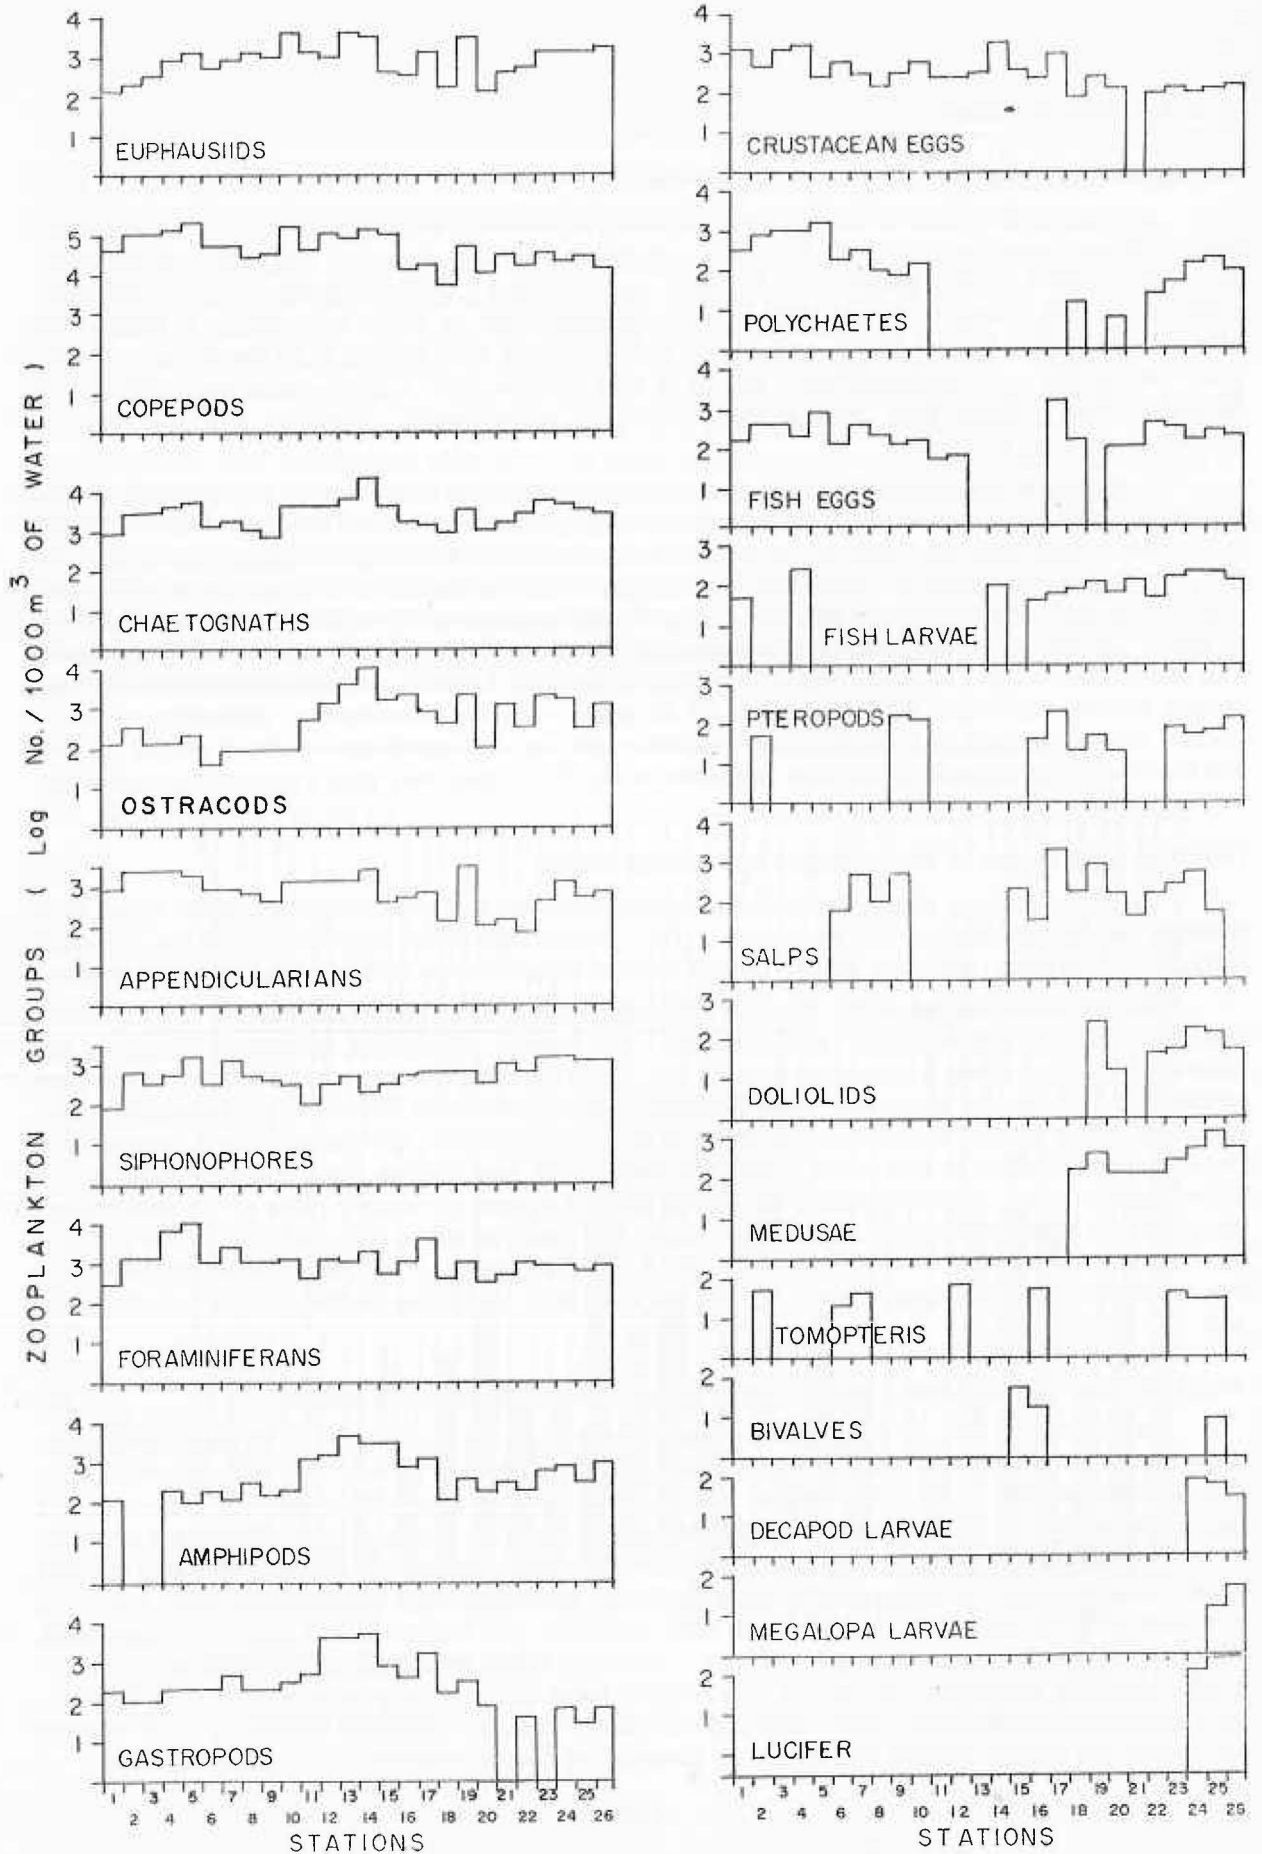 ZOOPLANKTON GROUPS ( Log No. / 1000 m³ OF WATER )
4
3
2
1
EUPHAUSIIDS
5
4
3
2
1
COPEPODS
4
3
2
1
CHAETOGNATHS
4
3
2
1
OSTRACODS
3
2
1
APPENDICULARIANS
3
2
1
SIPHONOPHORES
4
3
2
1
FORAMINIFERANS
4
3
2
1
AMPHIPODS
4
3
2
1
GASTROPODS
1 3 5 7 9 11 13 15 17 19 21 23 25
2 4 6 8 10 12 14 16 18 20 22 24 26
STATIONS
4
3
2
1
CRUSTACEAN EGGS
4
3
2
1
POLYCHAETES
4
3
2
1
FISH EGGS
3
2
1
FISH LARVAE
3
2
1
PTEROPODS
4
3
2
1
SALPS
3
2
1
DOLIOLIDS
3
2
1
MEDUSAE
2
1
TOMOPTERIS
2
1
BIVALVES
2
1
DECAPOD LARVAE
2
1
MEGALOPA LARVAE
2
1
LUCIFER
1 3 5 7 9 11 13 15 17 19 21 23 25
2 4 6 8 10 12 14 16 18 20 22 24 26
STATIONS